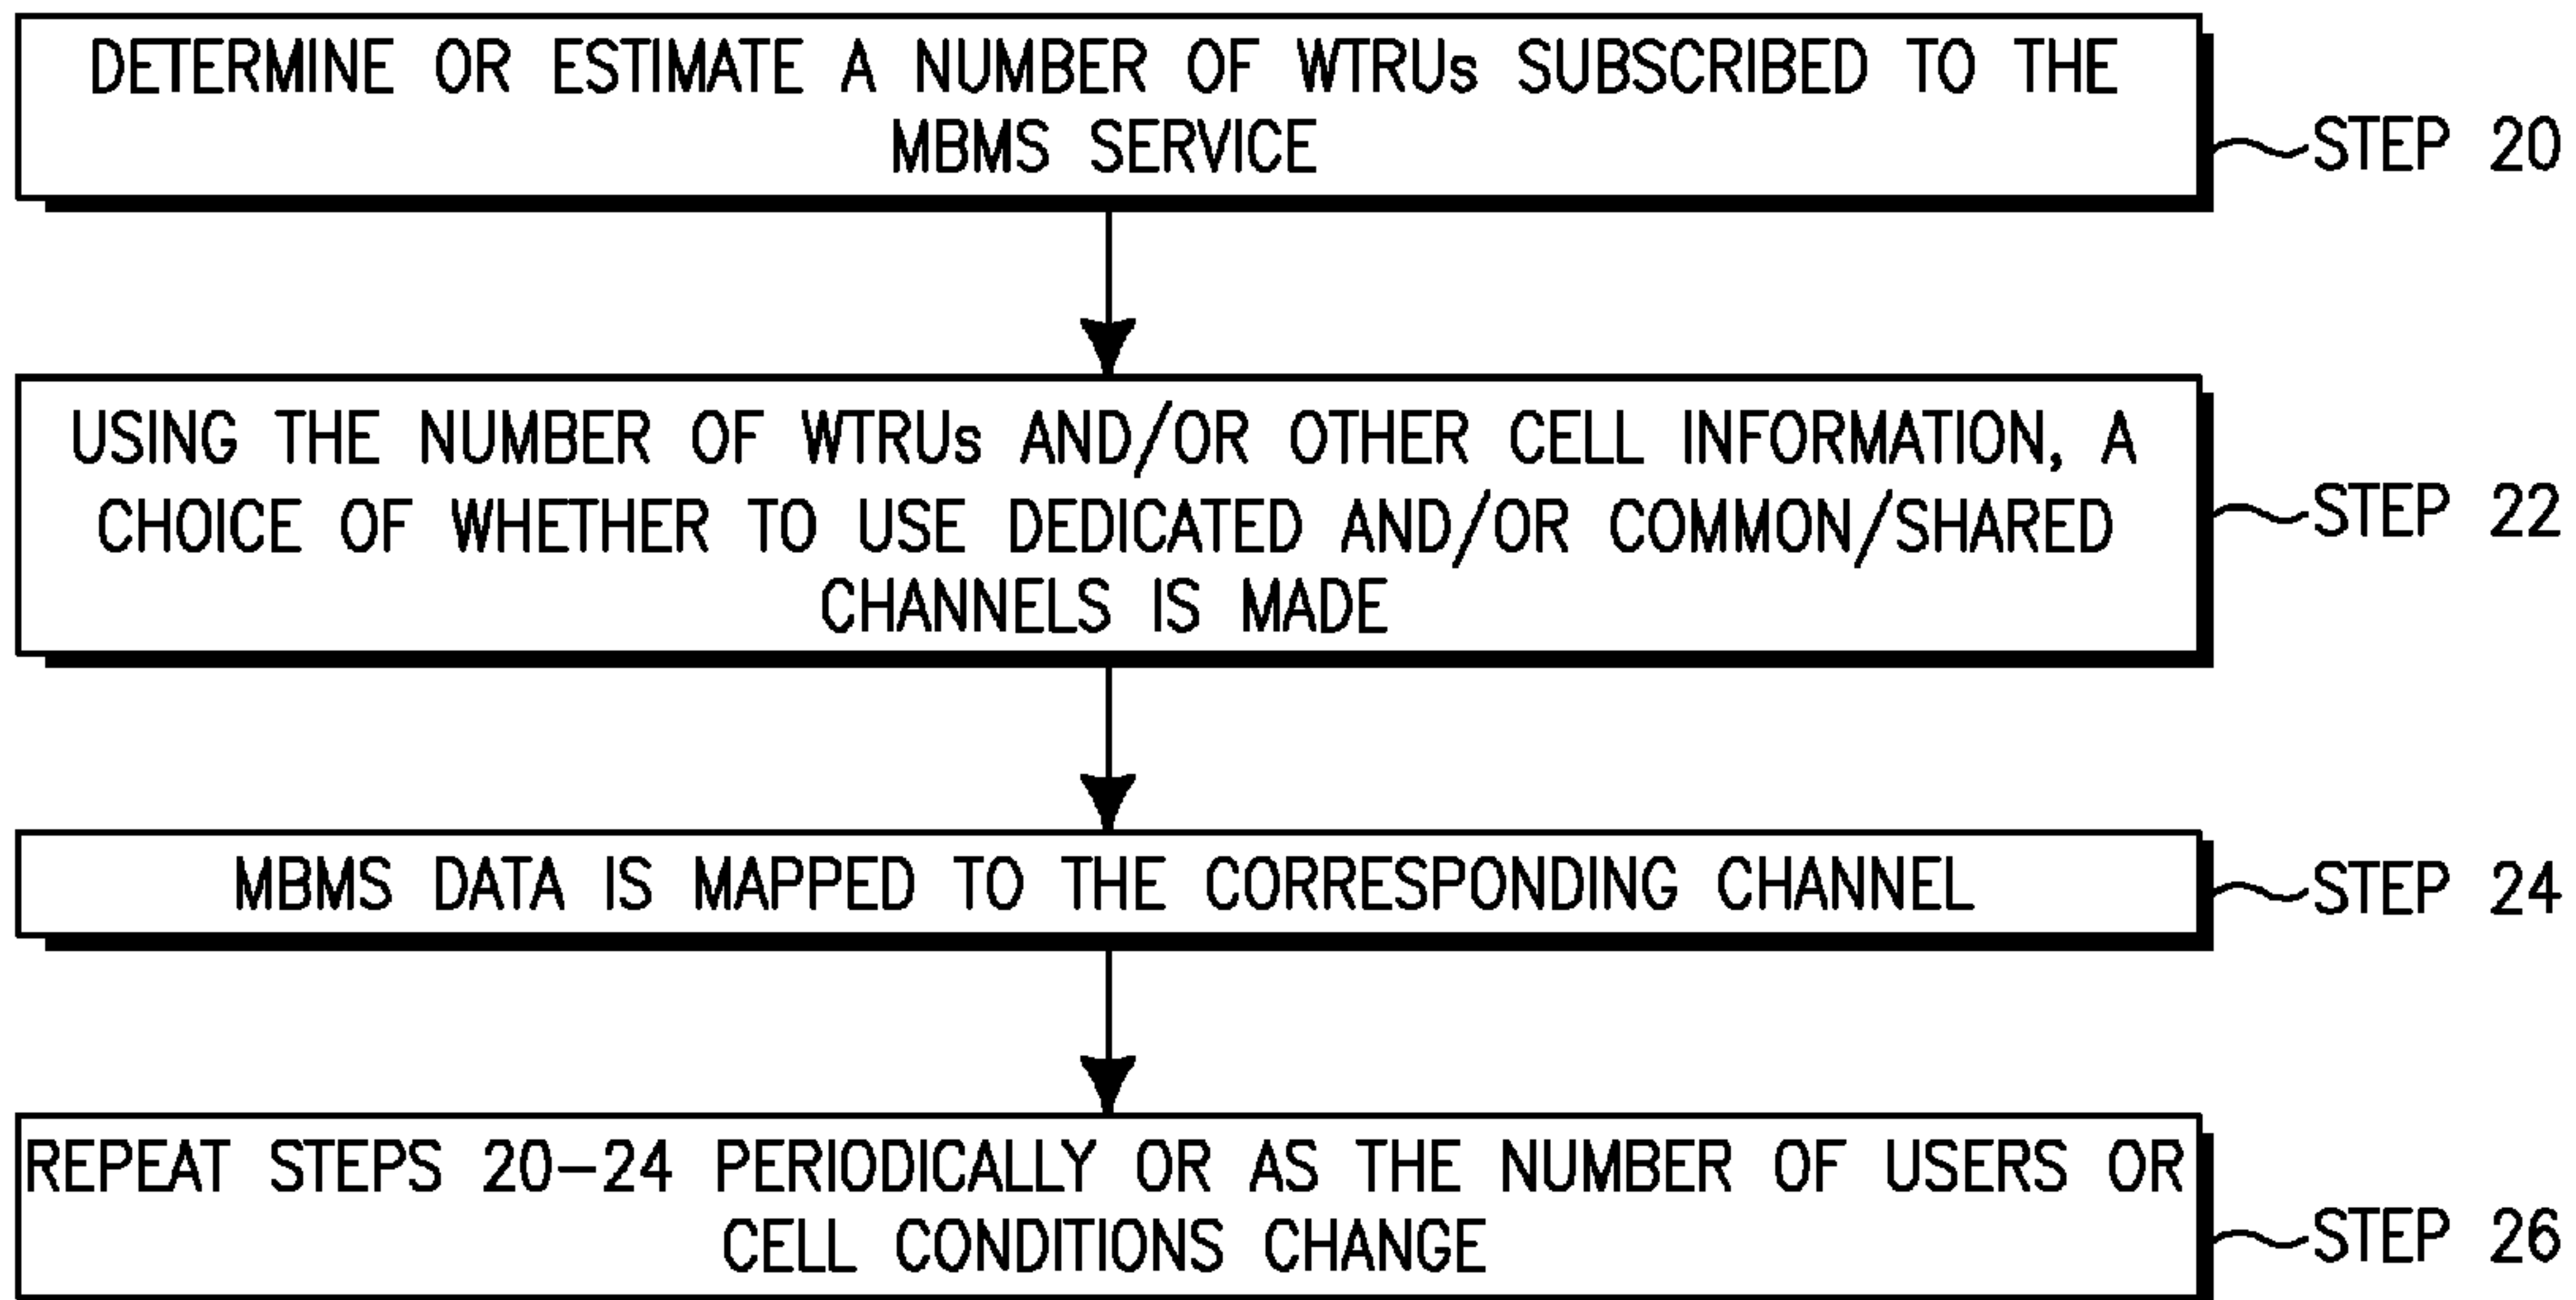 DETERMINE OR ESTIMATE A NUMBER OF WTRUs SUBSCRIBED TO THE
MBMS SERVICE
STEP 20
USING THE NUMBER OF WTRUs AND/OR OTHER CELL INFORMATION, A
CHOICE OF WHETHER TO USE DEDICATED AND/OR COMMON/SHARED
CHANNELS IS MADE
STEP 22
MBMS DATA IS MAPPED TO THE CORRESPONDING CHANNEL
STEP 24
REPEAT STEPS 20-24 PERIODICALLY OR AS THE NUMBER OF USERS OR
CELL CONDITIONS CHANGE
STEP 26